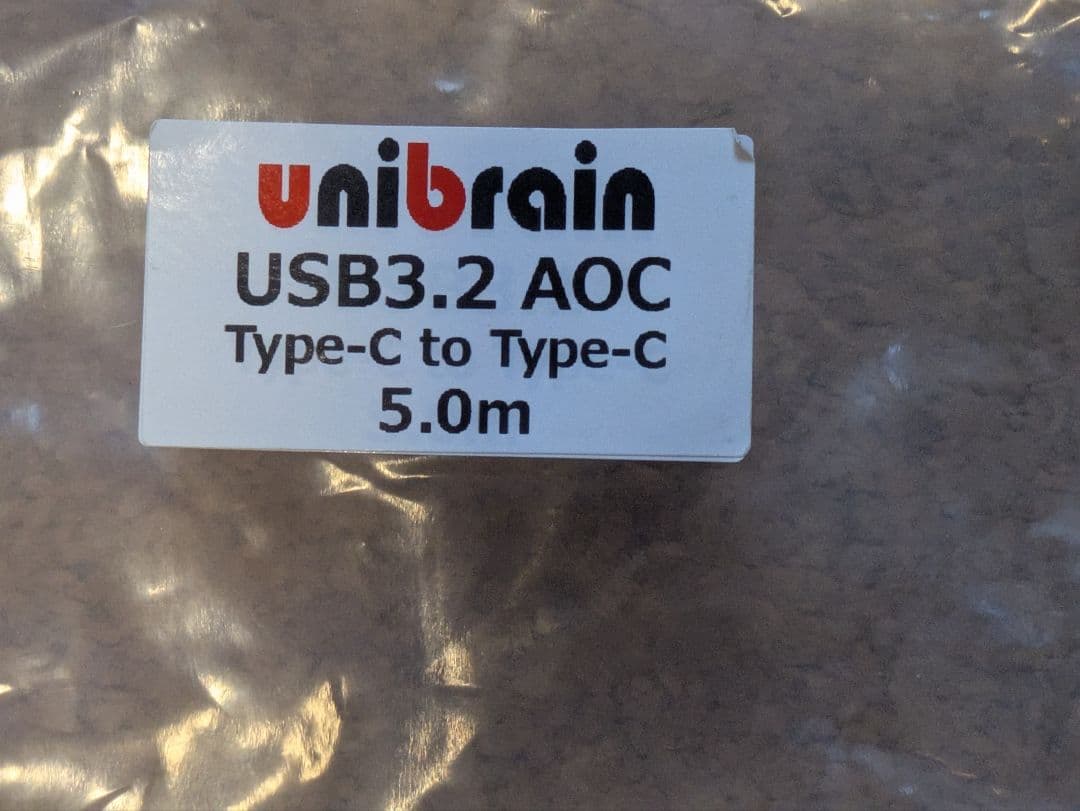 unibrain
USB3.2 AOC
Type-C to Type-C
5.0m